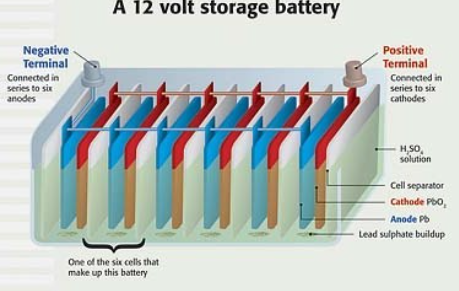 A 12 volt storage battery
Negative
Terminal
Connected in
series to six
anodes
Positive
Terminal
Connected in
series to six
cathodes
H₂SO₄
solution
Cell separator
Cathode PbO₂
Anode Pb
Lead sulphate buildup
One of the six cells that
make up this battery